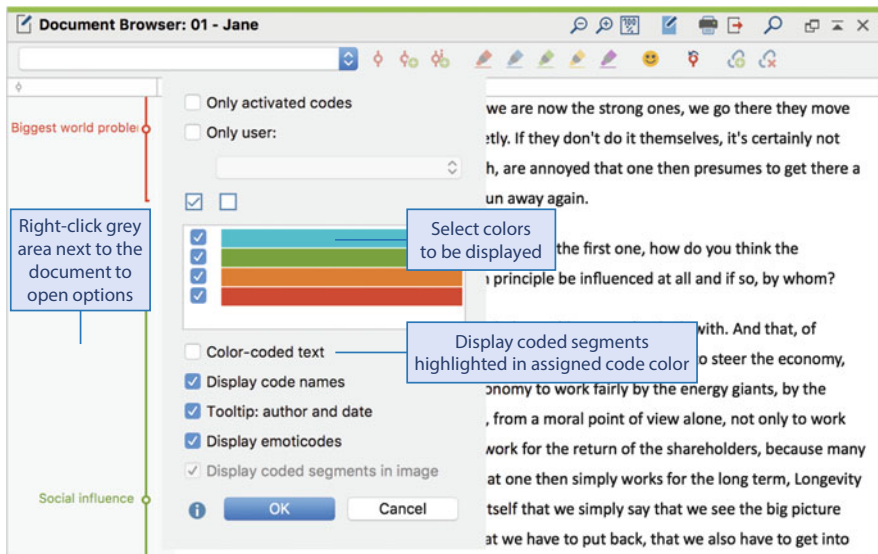 Document Browser: 01 - Jane
100 %
Only activated codes
Only user:
Biggest world proble
Right-click grey
area next to the
document to
open options
Select colors
to be displayed
Color-coded text
Display coded segments
highlighted in assigned code color
Display code names
Tooltip: author and date
Display emoticodes
Display coded segments in image
Social influence
OK
Cancel
we are now the strong ones, we go there they move
etly. If they don't do it themselves, it's certainly not
h, are annoyed that one then presumes to get there a
un away again.
the first one, how do you think the
principle be influenced at all and if so, by whom?
with. And that, of
to steer the economy,
onomy to work fairly by the energy giants, by the
, from a moral point of view alone, not only to work
work for the return of the shareholders, because many
at one then simply works for the long term, Longevity
tself that we simply say that we see the big picture
at we have to put back, that we also have to get into